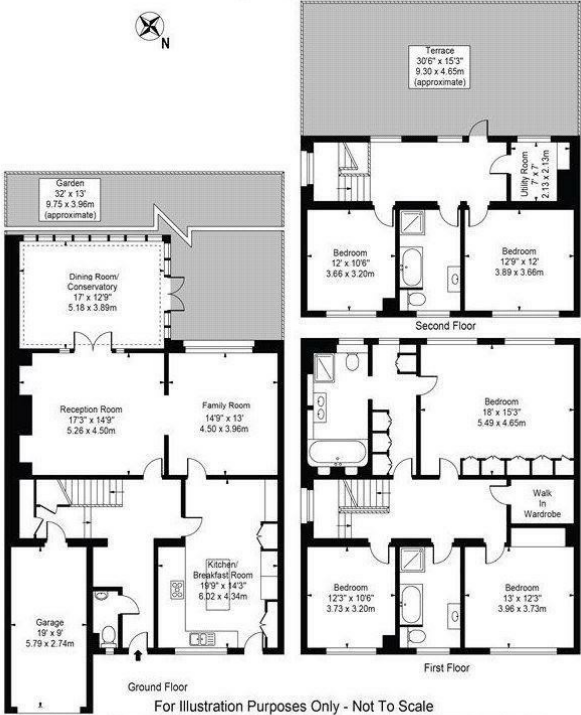 N
Terrace
30'6" x 15'3"
9.30 x 4.65m
(approximate)
Utility Room
7' x 7'
2.13 x 2.13m
Bedroom
12' x 10'6"
3.66 x 3.20m
Bedroom
12'9" x 12'
3.89 x 3.66m
Second Floor
Garden
32' x 13'
9.75 x 3.96m
(approximate)
Dining Room/
Conservatory
17' x 12'9"
5.18 x 3.89m
Reception Room
17'3" x 14'9"
5.26 x 4.50m
Family Room
14'9" x 13'
4.50 x 3.96m
Kitchen/
Breakfast Room
19'9" x 14'3"
6.02 x 4.34m
Garage
19' x 9'
5.79 x 2.74m
Ground Floor
Bedroom
18' x 15'3"
5.49 x 4.65m
Walk
In
Wardrobe
Bedroom
12'3" x 10'6"
3.73 x 3.20m
Bedroom
13' x 12'3"
3.96 x 3.73m
First Floor
For Illustration Purposes Only - Not To Scale